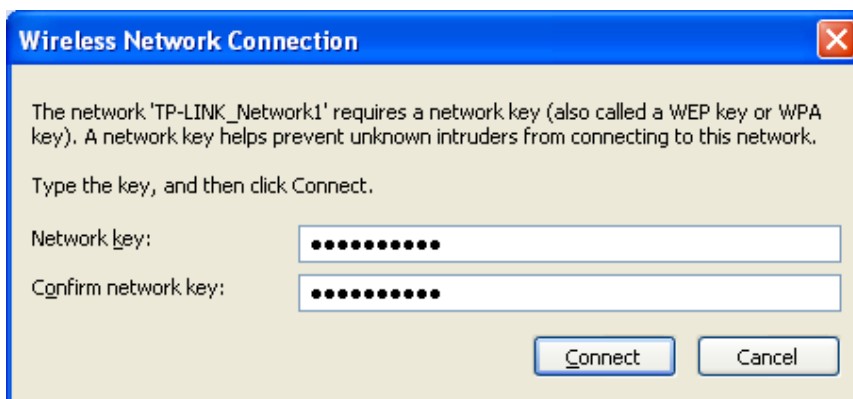 Wireless Network Connection
The network 'TP-LINK_Network1' requires a network key (also called a WEP key or WPA
key). A network key helps prevent unknown intruders from connecting to this network.
Type the key, and then click Connect.
Network key: ●●●●●●●●●●
Confirm network key: ●●●●●●●●●●
Connect Cancel